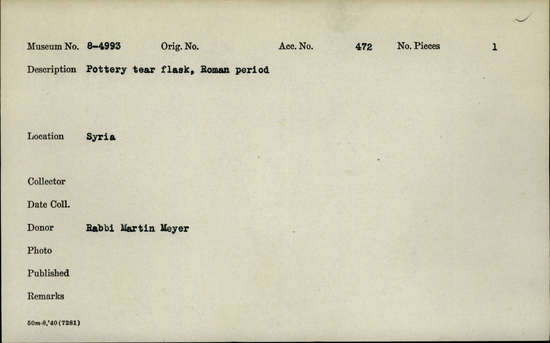 Museum No. 8-4993 Orig. No. Acc. No. 472 No. Pieces 1
Description Pottery tear flask, Roman period
Location Syria
Collector
Date Coll.
Donor Rabbi Martin Meyer
Photo
Published
Remarks
50m-8,'40(7281)